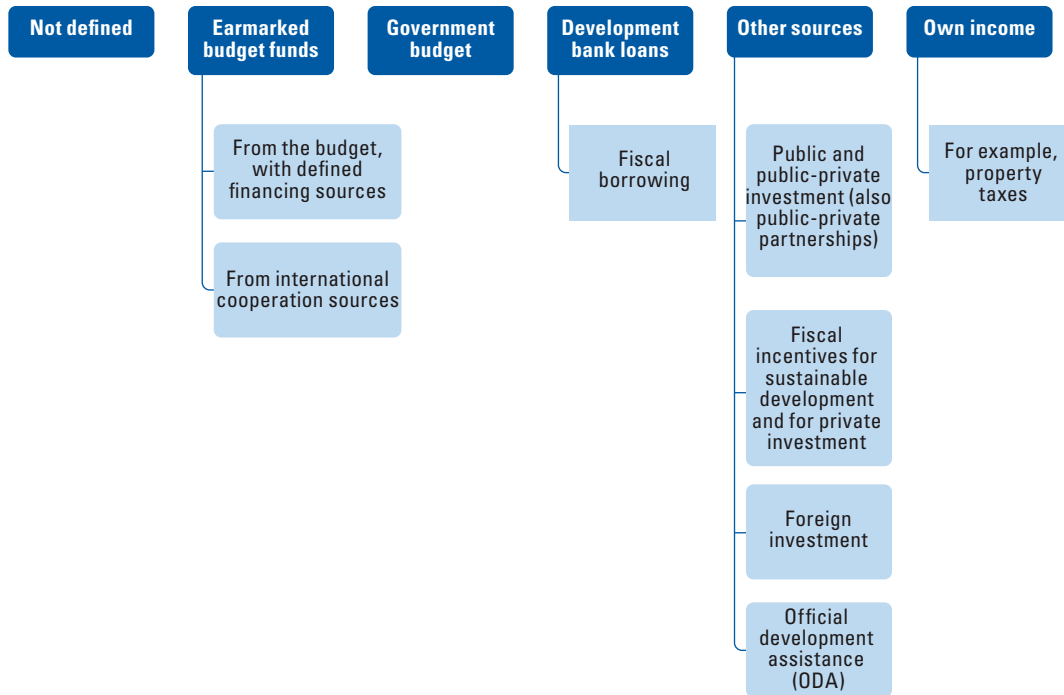 Not defined
Earmarked
budget funds
Government
budget
Development
bank loans
Other sources
Own income
From the budget,
with defined
financing sources
From international
cooperation sources
Fiscal
borrowing
Public and
public-private
investment (also
public-private
partnerships)
Fiscal
incentives for
sustainable
development
and for private
investment
Foreign
investment
Official
development
assistance
(ODA)
For example,
property
taxes